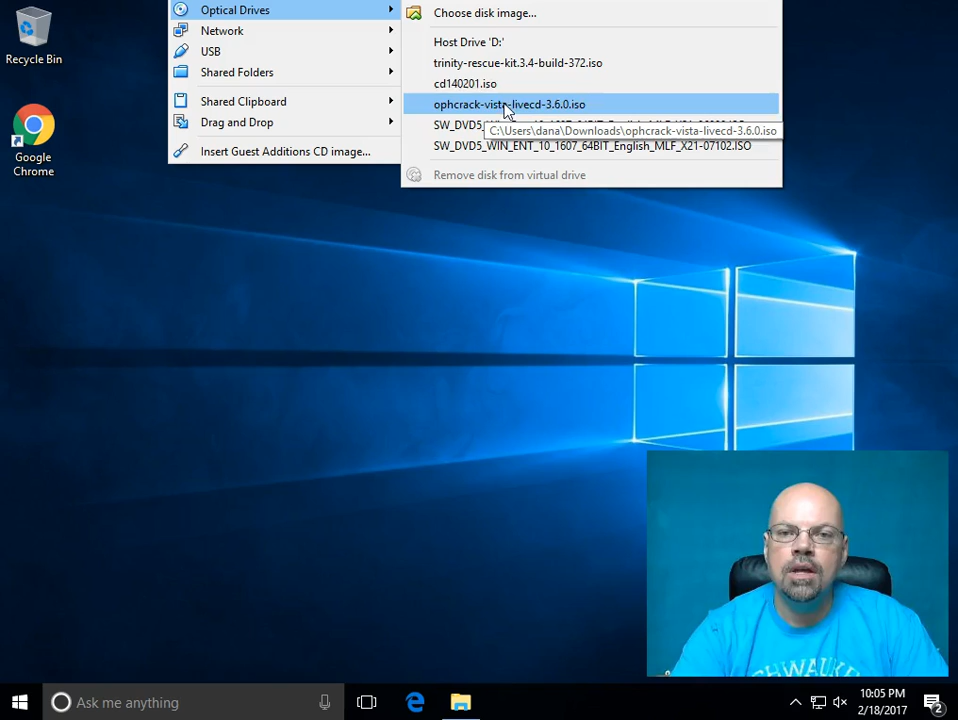 Recycle Bin
Google
Chrome
Optical Drives
Network
USB
Shared Folders
Shared Clipboard
Drag and Drop
Insert Guest Additions CD image...
Choose disk image...
Host Drive 'D:'
trinity-rescue-kit.3.4-build-372.iso
cd140201.iso
ophcrack-vista-livecd-3.6.0.iso
C:\Users\dana\Downloads\ophcrack-vista-livecd-3.6.0.iso
SW_DVD5_WIN_ENT_10_1607_64BIT_English_MLF_X21-07102.ISO
Remove disk from virtual drive
Ask me anything
10:05 PM
2/18/2017
2